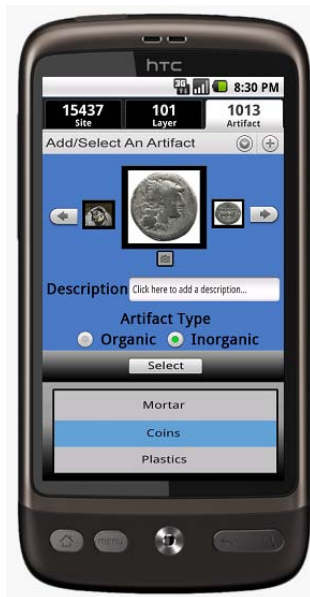 hTC
3G
8:30 PM
15437
Site
101
Layer
1013
Artifact
Add/Select An Artifact
Description
Click here to add a description...
Artifact Type
Organic
Inorganic
Select
Mortar
Coins
Plastics
menu